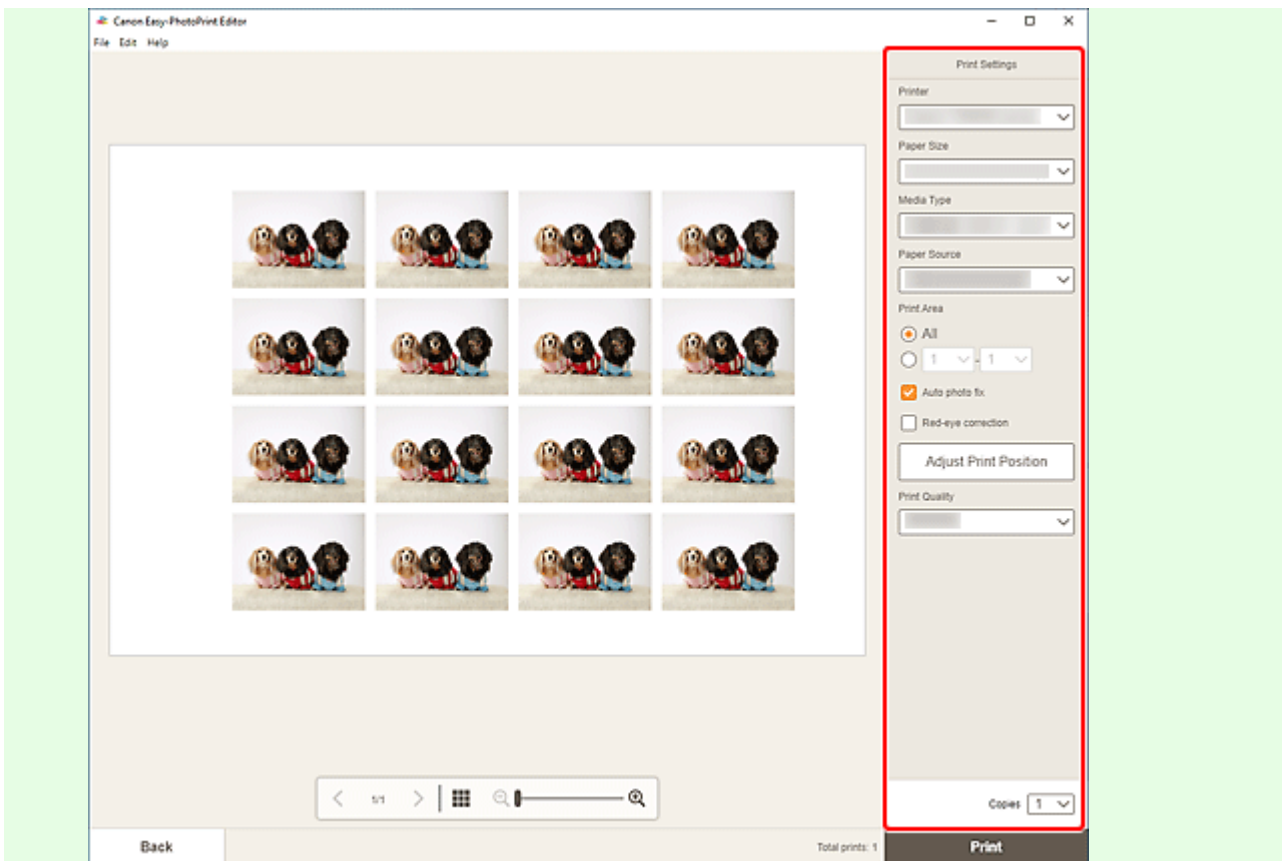 Canon Easy-PhotoPrint Editor
File Edit Help
Print Settings
Printer
Paper Size
Media Type
Paper Source
Print Area
All
1 - 1
Auto photo fix
Red-eye correction
Adjust Print Position
Print Quality
1/1
Copies 1
Back
Total prints: 1
Print